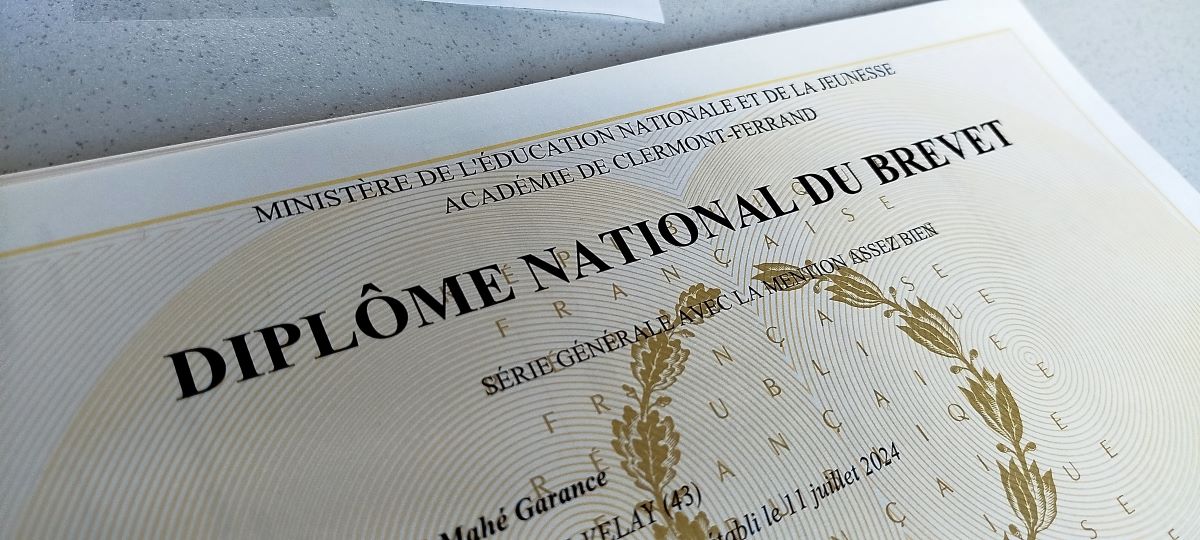 MINISTÈRE DE L'ÉDUCATION NATIONALE ET DE LA JEUNESSE
ACADÉMIE DE CLERMONT-FERRAND
DIPLÔME NATIONAL DU BREVET
SÉRIE GÉNÉRALE AVEC LA MENTION ASSEZ BIEN
Mahé Garance
VELAY (43)
établi le 11 juillet 2024